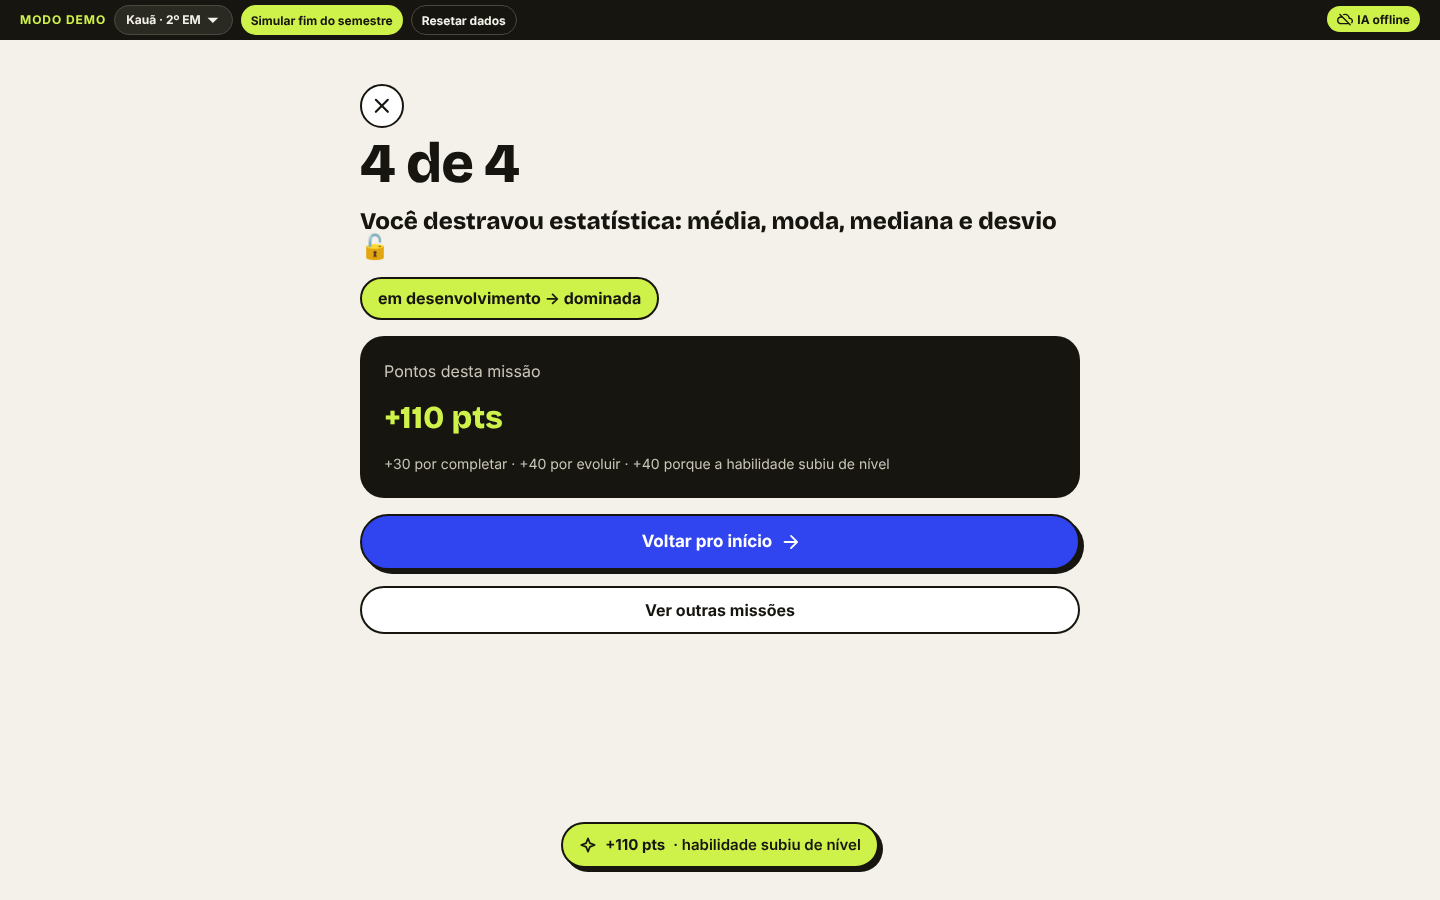 MODO DEMO
Kauã · 2º EM
Simular fim do semestre
Resetar dados
IA offline
4 de 4
Você destravou estatística: média, moda, mediana e desvio
🔓
em desenvolvimento → dominada
Pontos desta missão
+110 pts
+30 por completar · +40 por evoluir · +40 porque a habilidade subiu de nível
Voltar pro início →
Ver outras missões
+110 pts · habilidade subiu de nível